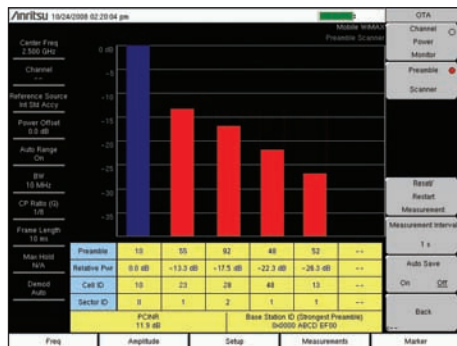 Anritsu 10/24/2008 02:20:04 pm
Mobile WiMAX
Preamble Scanner
Center Freq
2.500 GHz
Channel
--
Reference Source
Int Std Accy
Power Offset
0.0 dB
Auto Range
On
BW
10 MHz
CP Ratio (G)
1/8
Frame Length
10 ms
Max Hold
N/A
Demod
Auto
0 dB
-5
-10
-15
-20
-25
-30
-35
Preamble 10 55 92 48 52 --
Relative Pwr 0.0 dB -13.3 dB -17.5 dB -22.3 dB -26.3 dB --
Cell ID 10 23 28 48 13 --
Sector ID 0 1 2 1 1 --
PCINR
11.9 dB
Base Station ID (Strongest Preamble)
0x0000 ABCD EF00
OTA
Channel
Power
Monitor
Preamble
Scanner
Reset/
Restart
Measurement
Measurement Interval
1 s
Auto Save
On Off
Back
Freq Amplitude Setup Measurements Marker